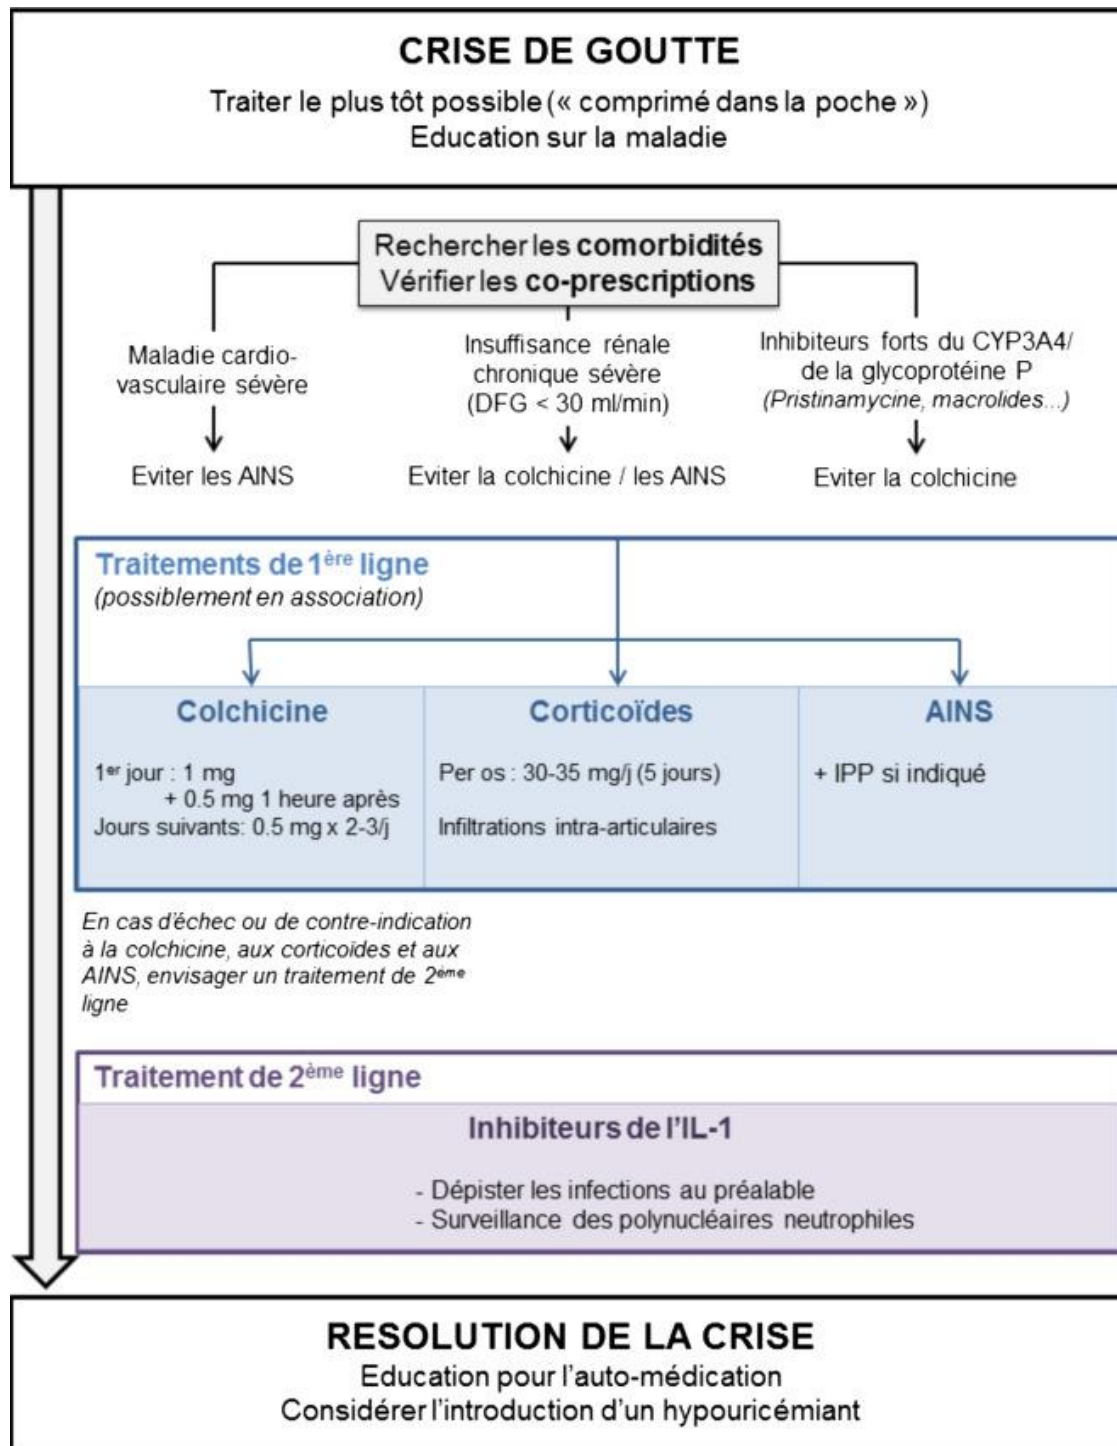 CRISE DE GOUTTE
Traiter le plus tôt possible (« comprimé dans la poche »)
Education sur la maladie
Rechercher les comorbidités
Vérifier les co-prescriptions
Maladie cardio-
vasculaire sévère
Eviter les AINS
Insuffisance rénale
chronique sévère
(DFG < 30 ml/min)
Eviter la colchicine / les AINS
Inhibiteurs forts du CYP3A4/
de la glycoprotéine P
(Pristinamycine, macrolides...)
Eviter la colchicine
Traitements de 1ère ligne
(possiblement en association)
Colchicine
1er jour : 1 mg
+ 0.5 mg 1 heure après
Jours suivants: 0.5 mg x 2-3/j
Corticoïdes
Per os : 30-35 mg/j (5 jours)
Infiltrations intra-articulaires
AINS
+ IPP si indiqué
En cas d'échec ou de contre-indication
à la colchicine, aux corticoïdes et aux
AINS, envisager un traitement de 2ème
ligne
Traitement de 2ème ligne
Inhibiteurs de l'IL-1
- Dépister les infections au préalable
- Surveillance des polynucléaires neutrophiles
RESOLUTION DE LA CRISE
Education pour l'auto-médication
Considérer l'introduction d'un hypouricémiant